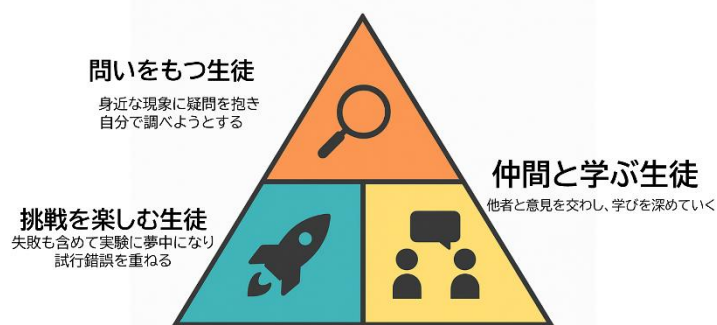 問いをもつ生徒
身近な現象に疑問を抱き
自分で調べようとする
仲間と学ぶ生徒
他者と意見を交わし、学びを深めていく
挑戦を楽しむ生徒
失敗も含めて実験に夢中になり
試行錯誤を重ねる